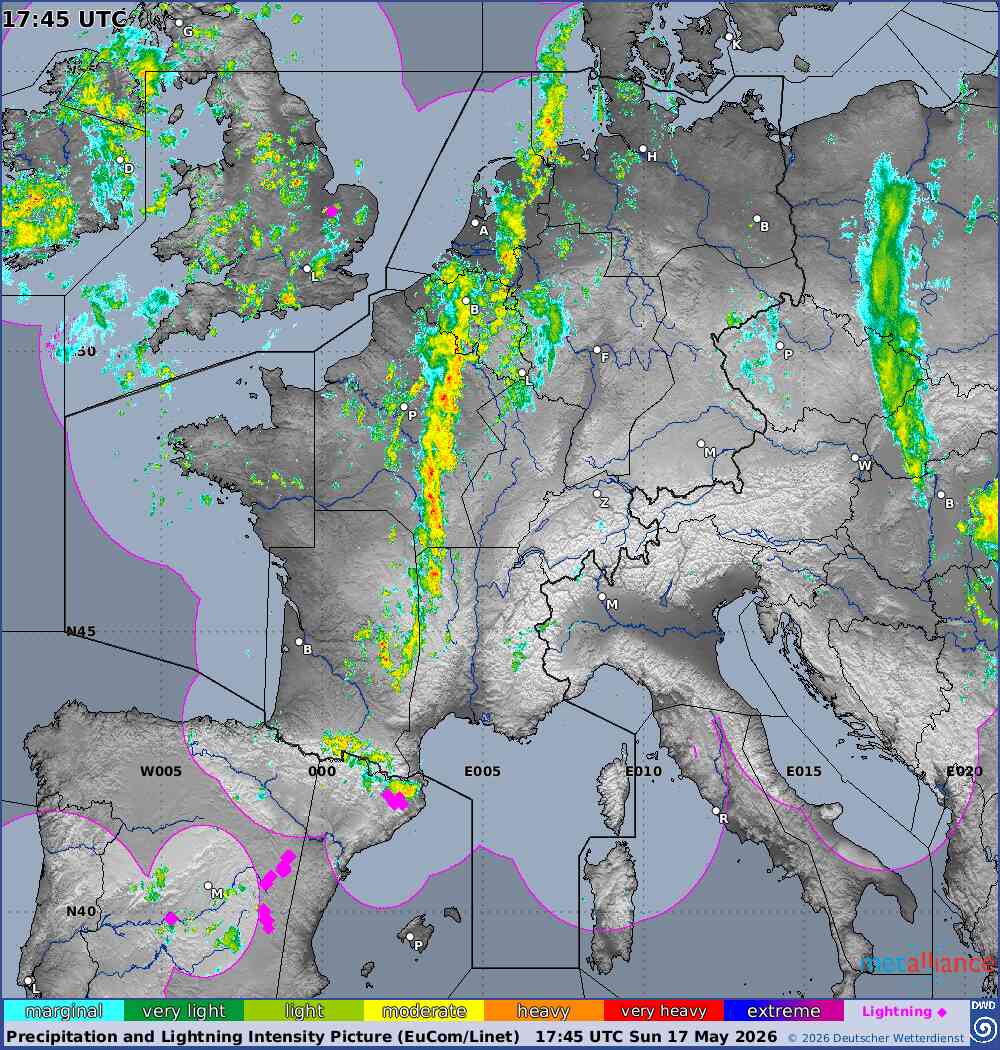 17:45 UTC
G
K
N55
D
H
A
B
L
B
N50
F
P
L
P
M
W
Z
B
M
N45
B
W005
000
E005
E010
E015
E020
R
M
N40
P
L
metalliance
marginal very light light moderate heavy very heavy extreme Lightning ◆
DWD
Precipitation and Lightning Intensity Picture (EuCom/Linet) 17:45 UTC Sun 17 May 2026 © 2026 Deutscher Wetterdienst